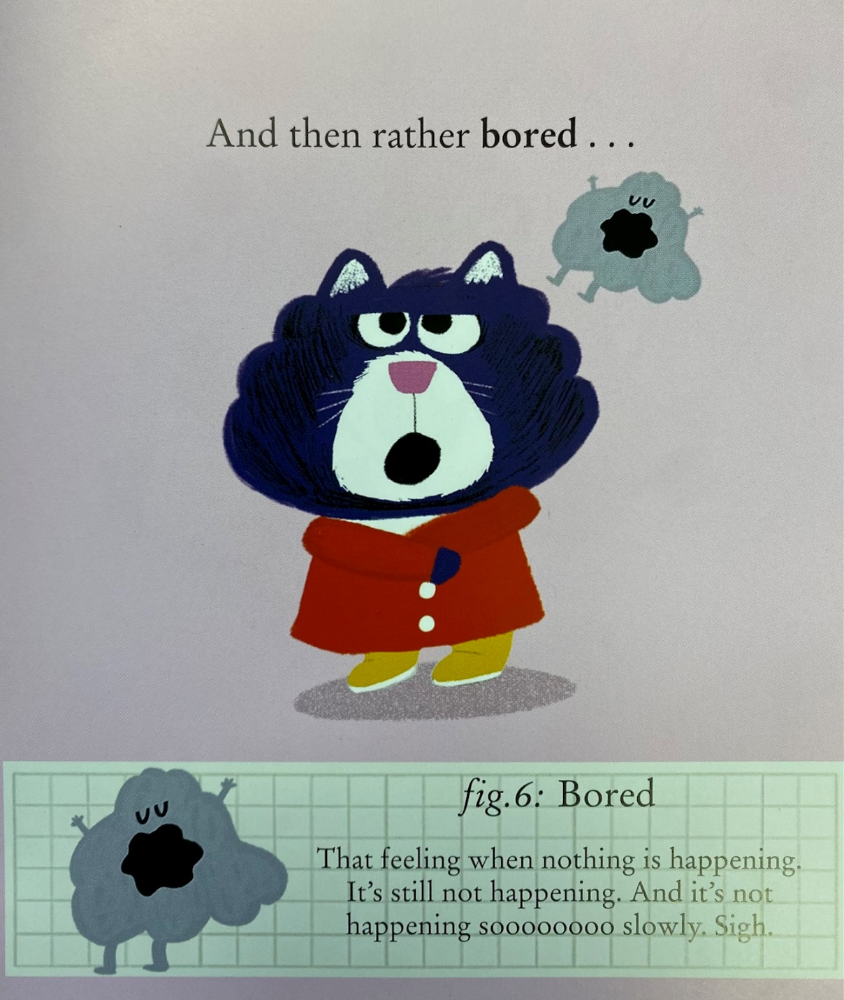 And then rather bored . . .
fig.6: Bored
That feeling when nothing is happening.
It's still not happening. And it's not
happening soooooooo slowly. Sigh.